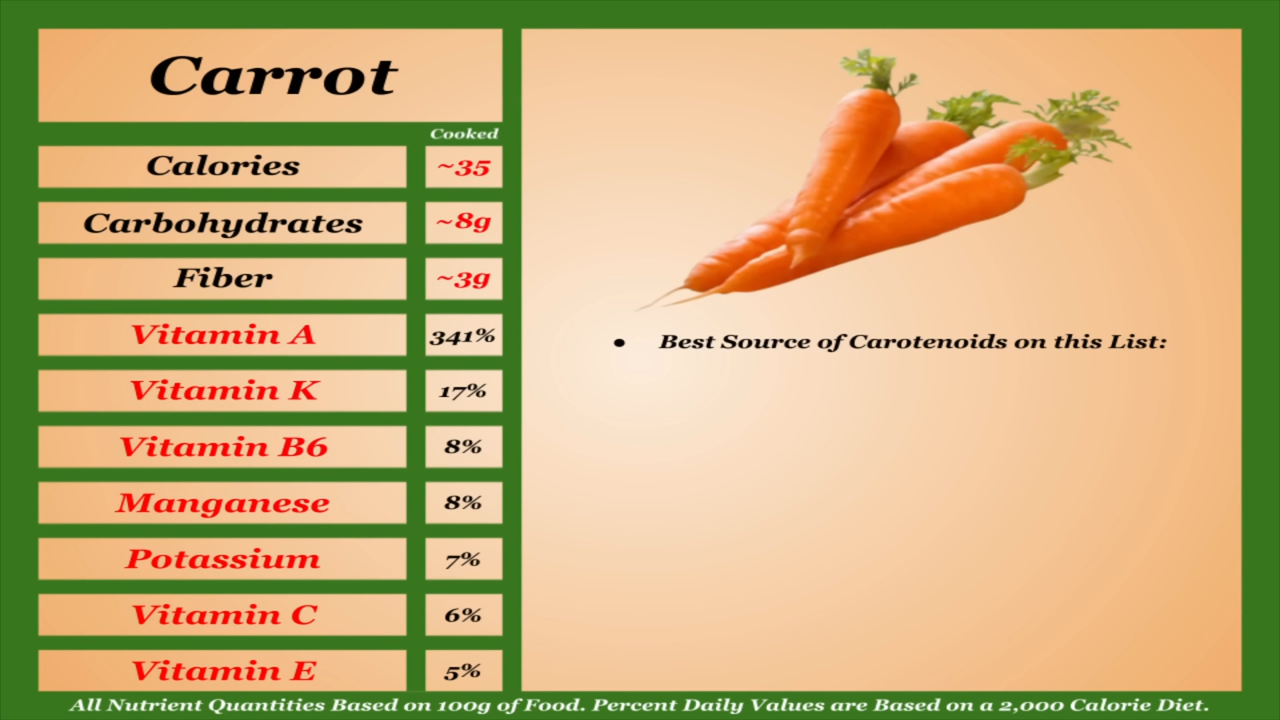 Carrot
Cooked
Calories ~35
Carbohydrates ~8g
Fiber ~3g
Vitamin A 341%
Vitamin K 17%
Vitamin B6 8%
Manganese 8%
Potassium 7%
Vitamin C 6%
Vitamin E 5%
• Best Source of Carotenoids on this List:
All Nutrient Quantities Based on 100g of Food. Percent Daily Values are Based on a 2,000 Calorie Diet.